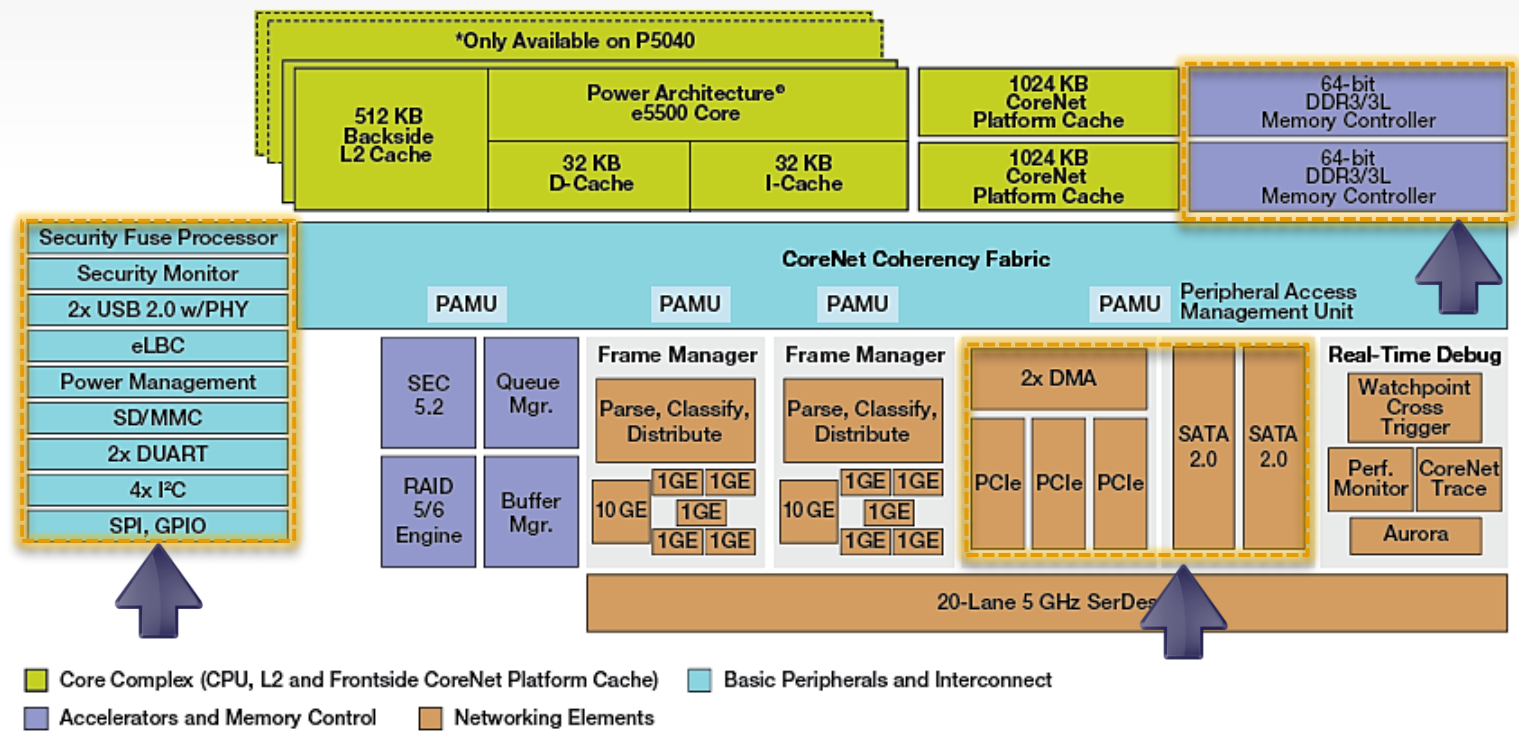 *Only Available on P5040
512 KB
Backside
L2 Cache
Power Architecture®
e5500 Core
32 KB
D-Cache
32 KB
I-Cache
1024 KB
CoreNet
Platform Cache
1024 KB
CoreNet
Platform Cache
64-bit
DDR3/3L
Memory Controller
64-bit
DDR3/3L
Memory Controller
Security Fuse Processor
Security Monitor
2x USB 2.0 w/PHY
eLBC
Power Management
SD/MMC
2x DUART
4x I²C
SPI, GPIO
CoreNet Coherency Fabric
PAMU
PAMU
PAMU
PAMU
Peripheral Access
Management Unit
SEC
5.2
Queue
Mgr.
RAID
5/6
Engine
Buffer
Mgr.
Frame Manager
Parse, Classify,
Distribute
10 GE
1GE 1GE
1GE
1GE 1GE
Frame Manager
Parse, Classify,
Distribute
10 GE
1GE 1GE
1GE
1GE 1GE
2x DMA
PCIe
PCIe
PCIe
SATA
2.0
SATA
2.0
Real-Time Debug
Watchpoint
Cross
Trigger
Perf.
Monitor
CoreNet
Trace
Aurora
20-Lane 5 GHz SerDes
Core Complex (CPU, L2 and Frontside CoreNet Platform Cache)
Basic Peripherals and Interconnect
Accelerators and Memory Control
Networking Elements